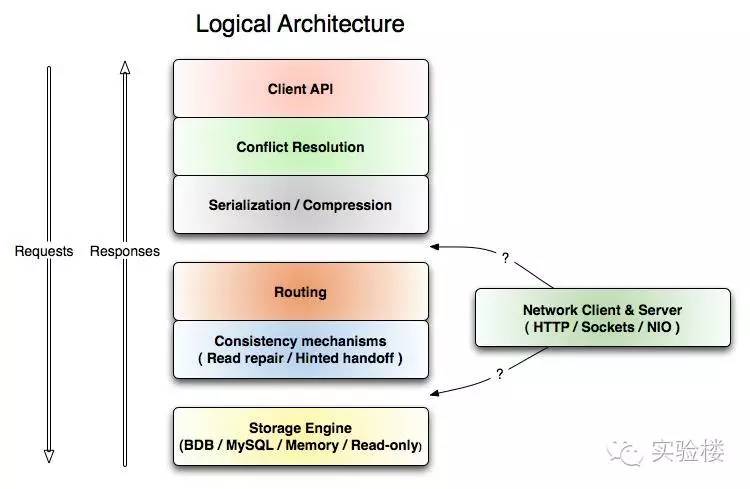 Logical Architecture
Client API
Conflict Resolution
Serialization / Compression
Requests
Responses
?
Routing
Network Client & Server
( HTTP / Sockets / NIO )
Consistency mechanisms
( Read repair / Hinted handoff )
?
Storage Engine
(BDB / MySQL / Memory / Read-only)
实验楼